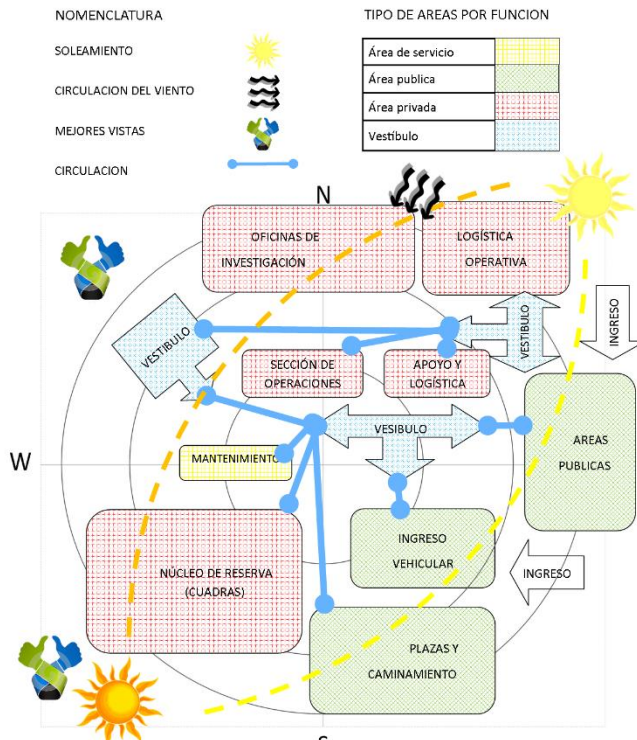 NOMENCLATURA
TIPO DE AREAS POR FUNCION
SOLEAMIENTO
CIRCULACION DEL VIENTO
MEJORES VISTAS
CIRCULACION
Área de servicio
Área publica
Área privada
Vestíbulo
N
OFICINAS DE
INVESTIGACIÓN
LOGÍSTICA
OPERATIVA
INGRESO
VESTIBULO
VESTIBULO
SECCIÓN DE
OPERACIONES
APOYO Y
LOGÍSTICA
VESIBULO
AREAS
PUBLICAS
W
MANTENIMIENTO
INGRESO
VEHICULAR
INGRESO
NÚCLEO DE RESERVA
(CUADRAS)
PLAZAS Y
CAMINAMIENTO